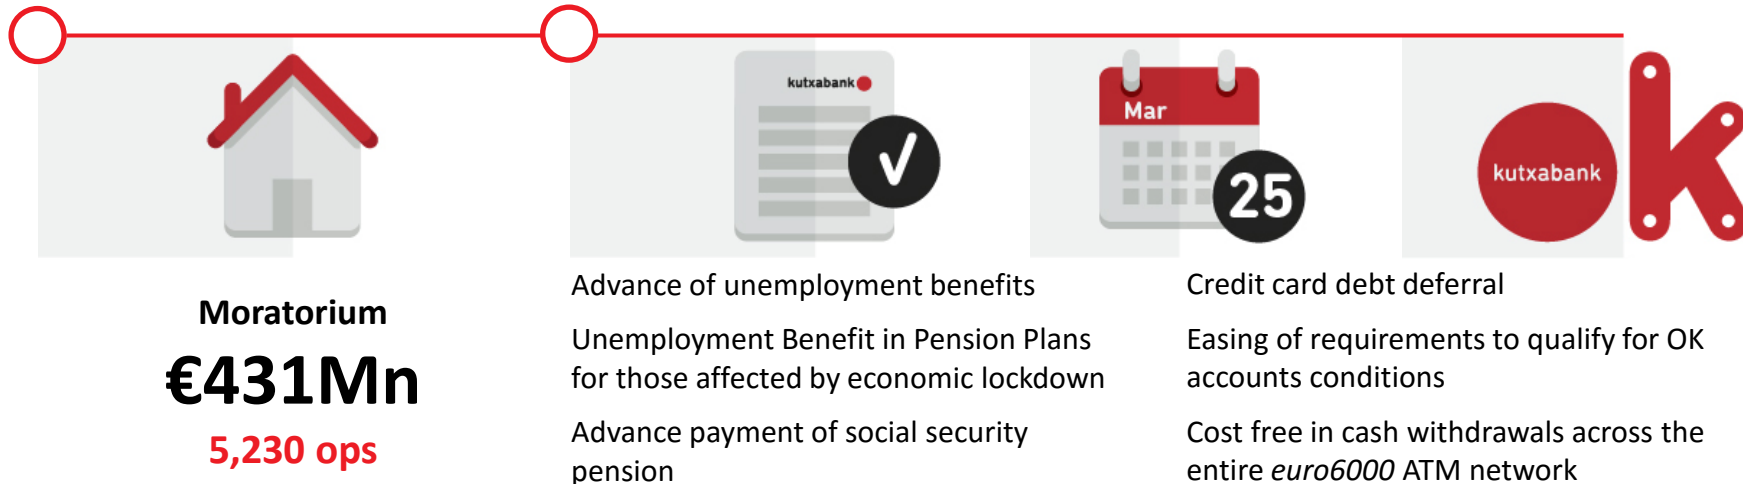 kutxabank
Mar
25
kutxabank
k
Moratorium
€431Mn
5,230 ops
Advance of unemployment benefits
Unemployment Benefit in Pension Plans
for those affected by economic lockdown
Advance payment of social security
pension
Credit card debt deferral
Easing of requirements to qualify for OK
accounts conditions
Cost free in cash withdrawals across the
entire euro6000 ATM network